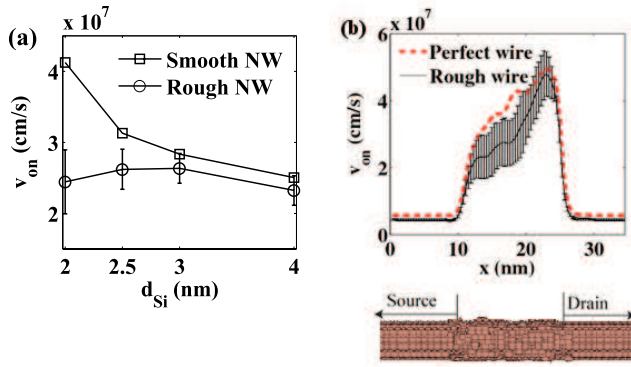 (a)
x 10^7
Smooth NW
Rough NW
4
3
2
v_on (cm/s)
2 2.5 3 4
d_Si (nm)
(b)
x 10^7
Perfect wire
Rough wire
6
4
2
0
v_on (cm/s)
0 10 20 30
x (nm)
Source
Drain